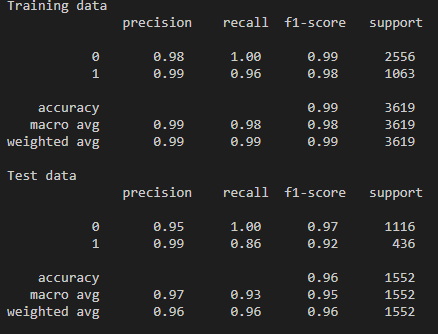 Training data
precision recall f1-score support
0 0.98 1.00 0.99 2556
1 0.99 0.96 0.98 1063
accuracy 0.99 3619
macro avg 0.99 0.98 0.98 3619
weighted avg 0.99 0.99 0.99 3619
Test data
precision recall f1-score support
0 0.95 1.00 0.97 1116
1 0.99 0.86 0.92 436
accuracy 0.96 1552
macro avg 0.97 0.93 0.95 1552
weighted avg 0.96 0.96 0.96 1552